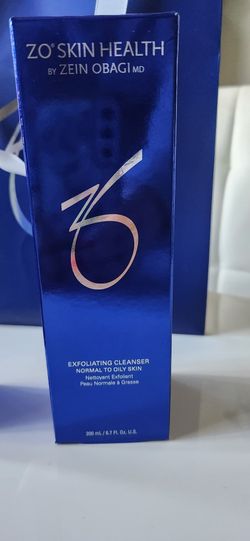 ZO® SKIN HEALTH
BY ZEIN OBAGI MD
EXFOLIATING CLEANSER
NORMAL TO OILY SKIN
Nettoyant Exfoliant
Peau Normale à Grasse
200 mL / 6.7 Fl. Oz. U.S.